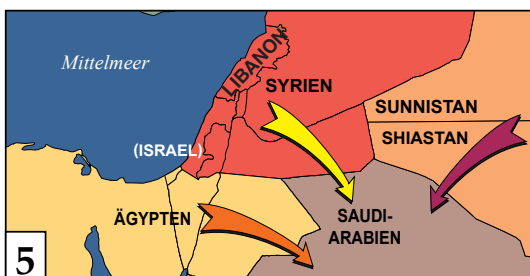 Mittelmeer
LIBANON
SYRIEN
SUNNISTAN
SHIASTAN
(ISRAEL)
ÄGYPTEN
SAUDI-
ARABIEN
5